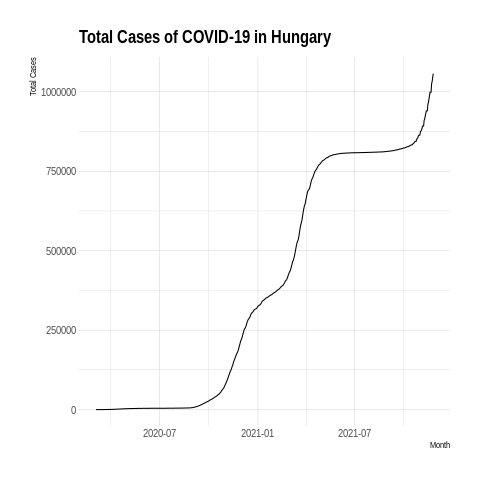 Total Cases of COVID-19 in Hungary
Total Cases
1000000
750000
500000
250000
0
2020-07
2021-01
2021-07
Month